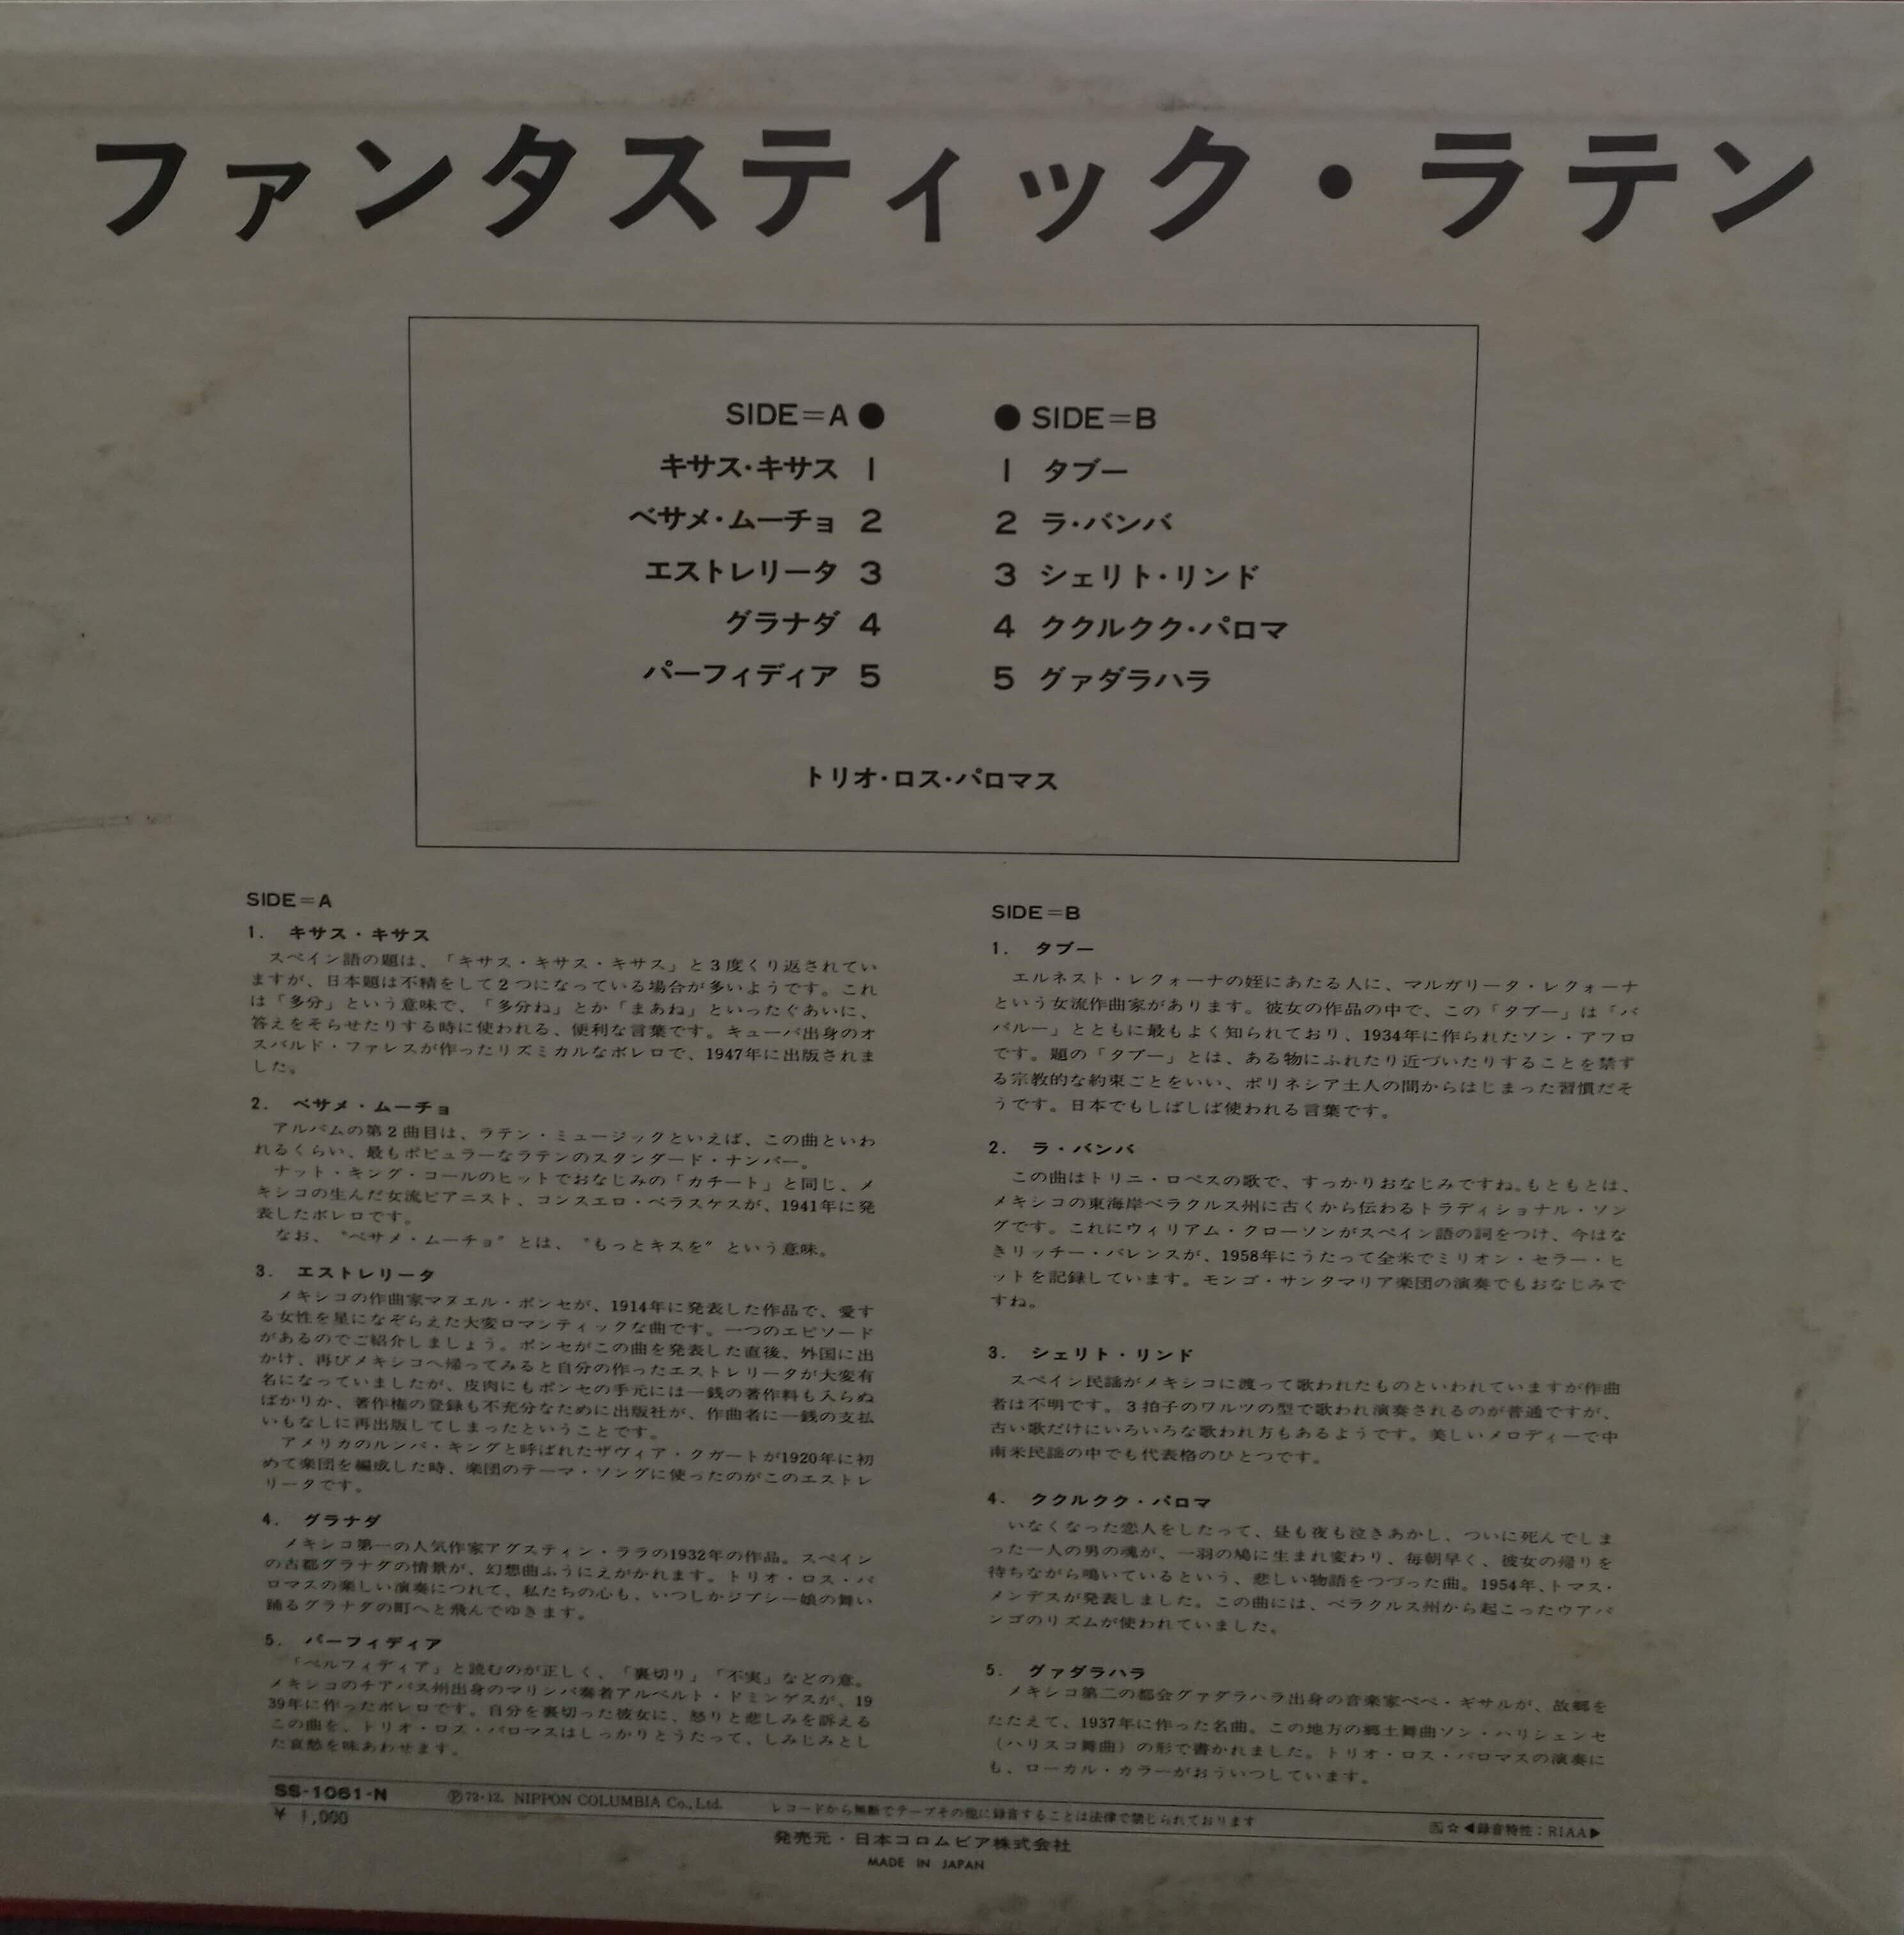 ファンタスティック・ラテン
SIDE=A●
キサス・キサス 1
ベサメ・ムーチョ 2
エストレリータ 3
グラナダ 4
パーフィディア 5
●SIDE=B
1 タブー
2 ラ・バンバ
3 シェリト・リンド
4 ククルクク・パロマ
5 グァダラハラ
トリオ・ロス・パロマス
SIDE=A
1. キサス・キサス
スペイン語の題は、「キサス・キサス・キサス」と3度くり返されてい
ますが、日本題は不精をして2つになっている場合が多いようです。これ
は「多分」という意味で、「多分ね」とか「まあね」といったぐあいに、
答えをそらせたりする時に使われる、便利な言葉です。キューバ出身のオ
スバルド・ファレスが作ったリズミカルなボレロで、1947年に出版されま
した。
2. ベサメ・ムーチョ
アルバムの第2曲目は、ラテン・ミュージックといえば、この曲といわ
れるくらい、最もポピュラーなラテンのスタンダード・ナンバー。
ナット・キング・コールのヒットでおなじみの「カチート」と同じ、メ
キシコの生んだ女流ピアニスト、コンスエロ・ベラスケスが、1941年に発
表したボレロです。
なお、"ベサメ・ムーチョ"とは、"もっとキスを"という意味。
3. エストレリータ
メキシコの作曲家マヌエル・ポンセが、1914年に発表した作品で、愛す
る女性を星になぞらえた大変ロマンティックな曲です。一つのエピソード
があるのでご紹介しましょう。ポンセがこの曲を発表した直後、外国に出
かけ、再びメキシコへ帰ってみると自分の作ったエストレリータが大変有
名になっていましたが、皮肉にもポンセの手元には一銭の著作料も入らぬ
ばかりか、著作権の登録も不充分なために出版社が、作曲者に一銭の支払
いもなしに再出版してしまったということです。
アメリカのルンバ・キングと呼ばれたザヴィア・クガートが1920年に初
めて楽団を編成した時、楽団のテーマ・ソングに使ったのがこのエストレ
リータです。
4. グラナダ
メキシコ第一の人気作家アグスティン・ララの1932年の作品。スペイン
の古都グラナダの情景が、幻想曲ふうにえがかれます。トリオ・ロス・パ
ロマスの楽しい演奏につれて、私たちの心も、いつしかジプシー娘の舞い
踊るグラナダの町へと飛んでゆきます。
5. パーフィディア
「ペルフィディア」と読むのが正しく、「裏切り」「不実」などの意。
メキシコのチアパス州出身のマリンバ奏者アルベルト・ドミンゲスが、19
39年に作ったボレロです。自分を裏切った彼女に、怒りと悲しみを訴える
この曲を、トリオ・ロス・パロマスはしっかりとうたって、しみじみとし
た哀愁を味あわせます。
SIDE=B
1. タブー
エルネスト・レクォーナの姪にあたる人に、マルガリータ・レクォーナ
という女流作曲家があります。彼女の作品の中で、この「タブー」は「バ
バルー」とともに最もよく知られており、1934年に作られたソン・アフロ
です。題の「タブー」とは、ある物にふれたり近づいたりすることを禁ず
る宗教的な約束ごとをいい、ポリネシア土人の間からはじまった習慣だそ
うです。日本でもしばしば使われる言葉です。
2. ラ・バンバ
この曲はトリニ・ロペスの歌で、すっかりおなじみですね。もともとは、
メキシコの東海岸ベラクルス州に古くから伝わるトラディショナル・ソン
グです。これにウィリアム・クローソンがスペイン語の詞をつけ、今はな
きリッチー・バレンスが、1958年にうたって全米でミリオン・セラー・ヒ
ットを記録しています。モンゴ・サンタマリア楽団の演奏でもおなじみで
すね。
3. シェリト・リンド
スペイン民謡がメキシコに渡って歌われたものといわれていますが作曲
者は不明です。3拍子のワルツの型で歌われ演奏されるのが普通ですが、
古い歌だけにいろいろな歌われ方もあるようです。美しいメロディーで中
南米民謡の中でも代表格のひとつです。
4. ククルクク・パロマ
いなくなった恋人をしたって、昼も夜も泣きあかし、ついに死んでしま
った一人の男の魂が、一羽の鳩に生まれ変わり、毎朝早く、彼女の帰りを
待ちながら鳴いているという、悲しい物語をつづった曲。1954年、トマス・
メンデスが発表しました。この曲には、ベラクルス州から起こったウアパ
ンゴのリズムが使われていました。
5. グァダラハラ
メキシコ第二の都会グァダラハラ出身の音楽家ペペ・ギサルが、故郷を
たたえて、1937年に作った名曲。この地方の郷土舞曲ソン・ハリシェンセ
（ハリスコ舞曲）の形で書かれました。トリオ・ロス・パロマスの演奏に
も、ローカル・カラーがおういつしています。
SS-1061-N
¥ 1,000
Ⓟ72・12. NIPPON COLUMBIA Co., Ltd.
レコードから無断でテープその他に録音することは法律で禁じられております
☆◀録音特性：RIAA▶
発売元・日本コロムビア株式会社
MADE IN JAPAN